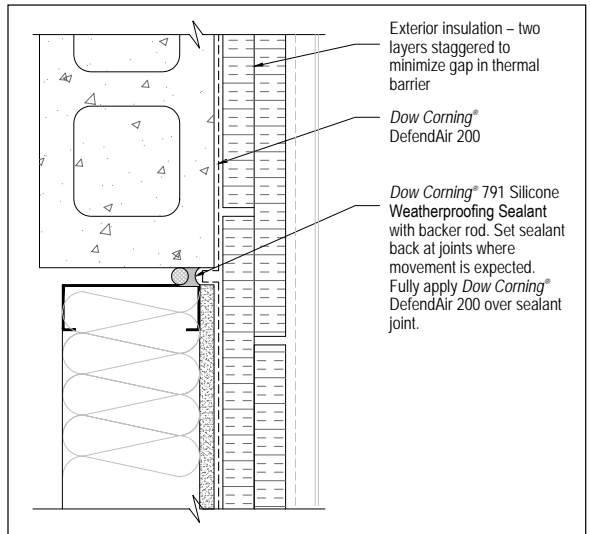 Exterior insulation – two
layers staggered to
minimize gap in thermal
barrier
Dow Corning®
DefendAir 200
Dow Corning® 791 Silicone
Weatherproofing Sealant
with backer rod. Set sealant
back at joints where
movement is expected.
Fully apply Dow Corning®
DefendAir 200 over sealant
joint.